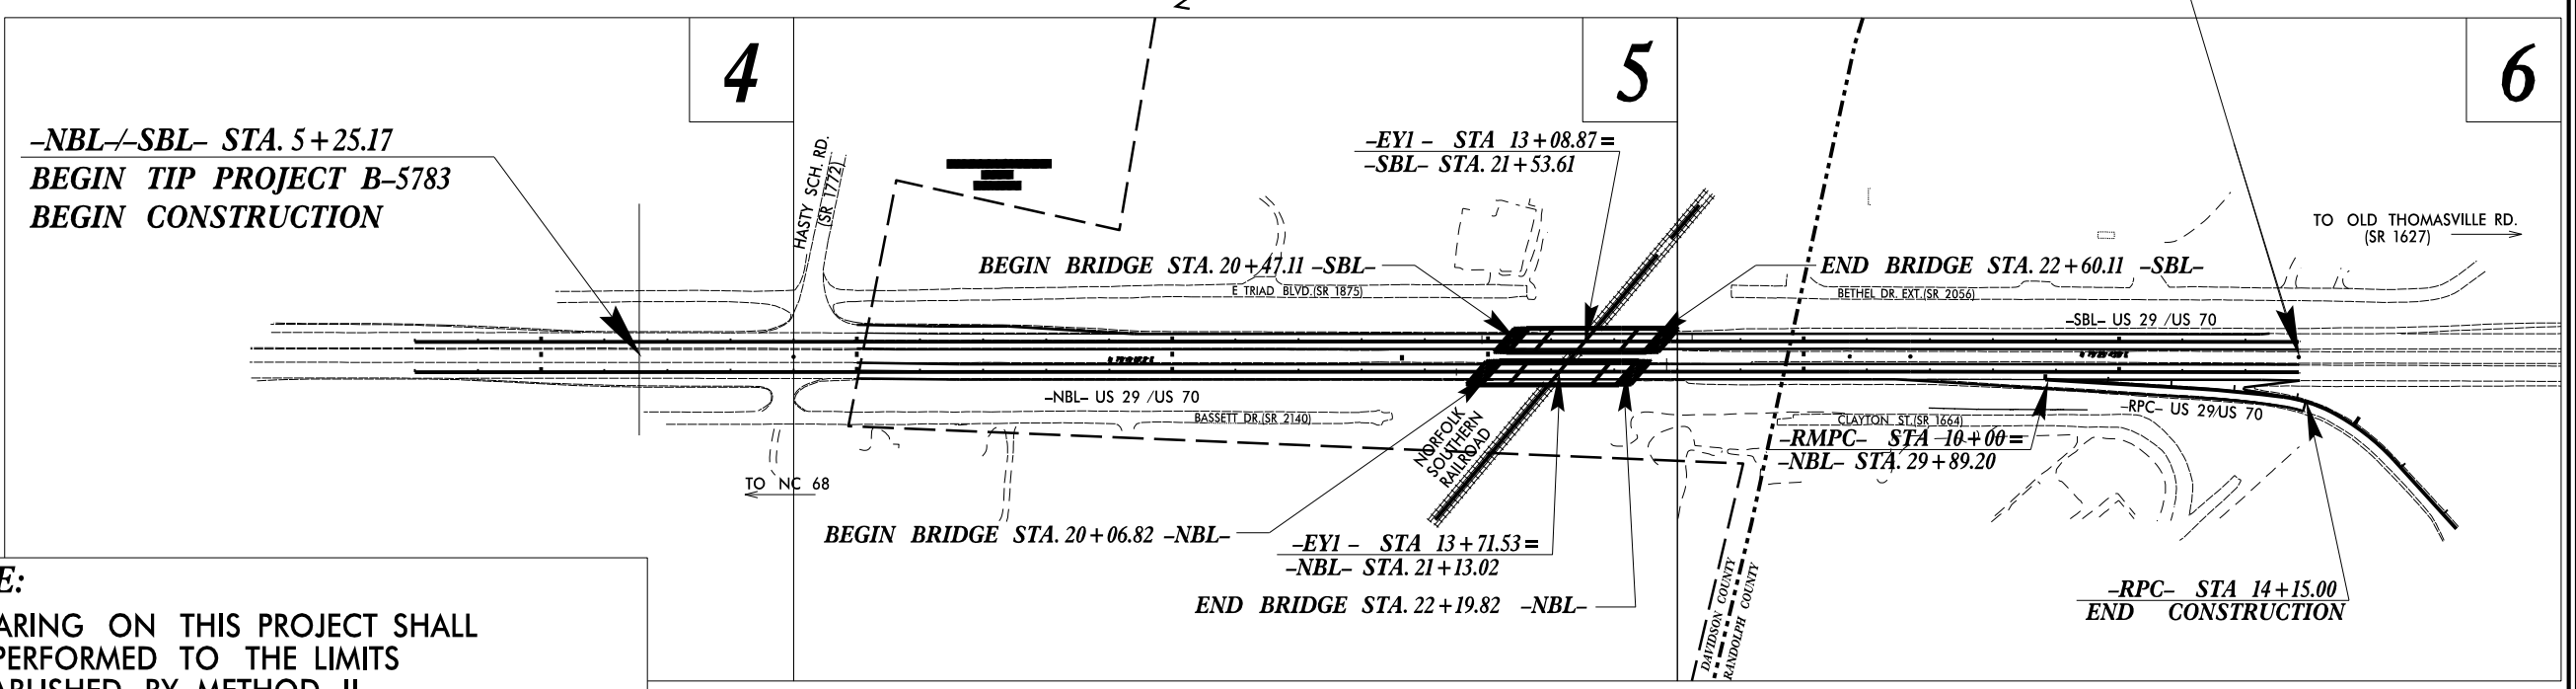 4
5
6
–NBL–/–SBL– STA. 5+25.17
BEGIN TIP PROJECT B–5783
BEGIN CONSTRUCTION
HASTY SCH. RD.
(SR 1772)
–EY1 – STA 13+08.87=
–SBL– STA. 21+53.61
BEGIN BRIDGE STA. 20+47.11 –SBL–
END BRIDGE STA. 22+60.11 –SBL–
TO OLD THOMASVILLE RD.
(SR 1627)
E TRIAD BLVD.(SR 1875)
BETHEL DR. EXT.(SR 2056)
–SBL– US 29 /US 70
–NBL– US 29 /US 70
BASSETT DR.(SR 2140)
–RPC– US 29/US 70
CLAYTON ST.(SR 1664)
–RMPC– STA 10+00=
–NBL– STA. 29+89.20
NORFOLK
SOUTHERN
RAILROAD
TO NC 68
BEGIN BRIDGE STA. 20+06.82 –NBL–
–EY1 – STA 13+71.53=
–NBL– STA. 21+13.02
END BRIDGE STA. 22+19.82 –NBL–
DAVIDSON COUNTY
RANDOLPH COUNTY
–RPC– STA 14+15.00
END CONSTRUCTION
E:
ARING ON THIS PROJECT SHALL
PERFORMED TO THE LIMITS
ABLISHED BY METHOD II